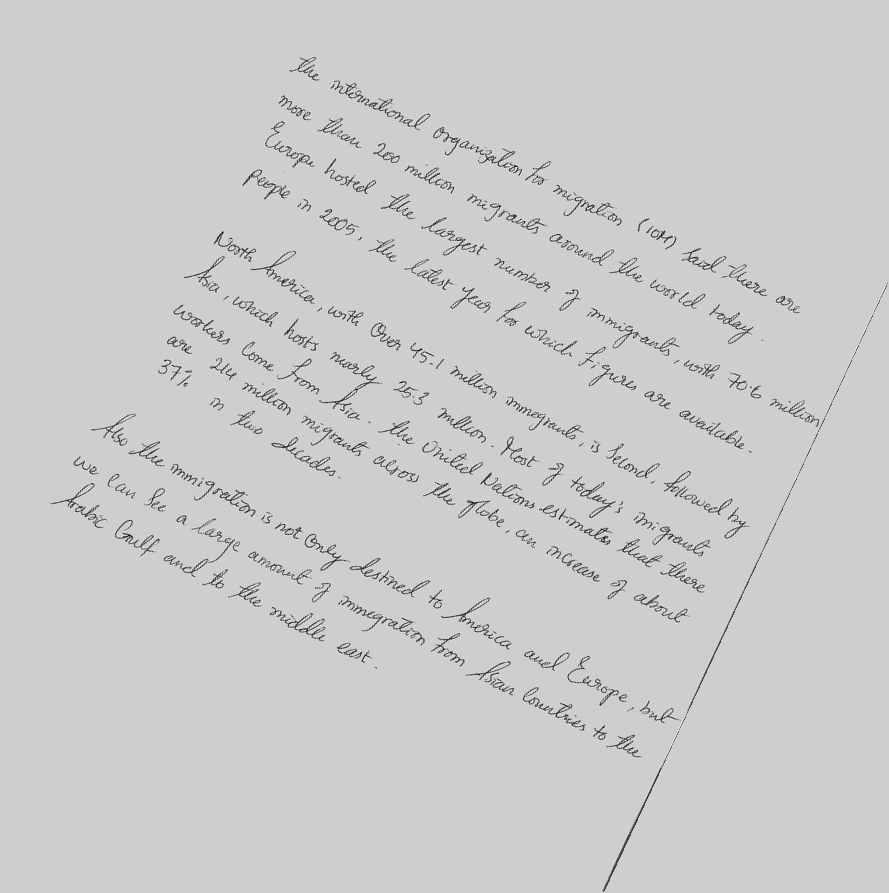 the international organization for migration (IOM) said there are
more than 200 million migrants around the world today.
Europe hosted the largest number of immigrants, with 70.6 million
people in 2005, the latest year for which figures are available.
North America, with over 45.1 million immegrants, is second, followed by
Asia, which hosts nearly 25.3 million. Most of today's imigrants
workers come from Asia. the United Nations estimates that there
are 214 million migrants across the globe, an increase of about
37% in two decades.
Also the immigration is not only destined to America and Europe, but
we can see a large amount of immegration from Asian countries to the
Arabic Gulf and to the middle east.